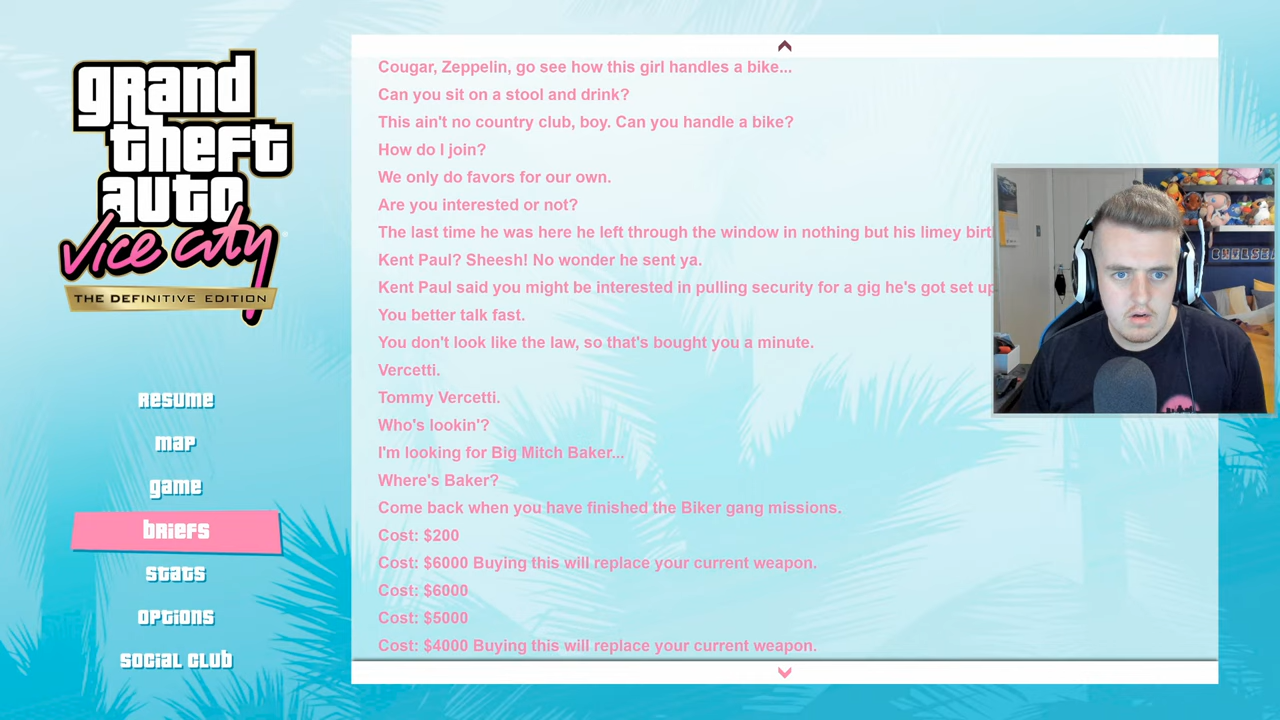 grand
theft
auto
vice city
THE DEFINITIVE EDITION
RESUME
MAP
GAME
BRIEFS
STATS
OPTIONS
SOCIAL CLUB
Cougar, Zeppelin, go see how this girl handles a bike...
Can you sit on a stool and drink?
This ain't no country club, boy. Can you handle a bike?
How do I join?
We only do favors for our own.
Are you interested or not?
The last time he was here he left through the window in nothing but his limey
Kent Paul? Sheesh! No wonder he sent ya.
Kent Paul said you might be interested in pulling security for a gig he's got set up
You better talk fast.
You don't look like the law, so that's bought you a minute.
Vercetti.
Tommy Vercetti.
Who's lookin'?
I'm looking for Big Mitch Baker...
Where's Baker?
Come back when you have finished the Biker gang missions.
Cost: $200
Cost: $6000 Buying this will replace your current weapon.
Cost: $6000
Cost: $5000
Cost: $4000 Buying this will replace your current weapon.